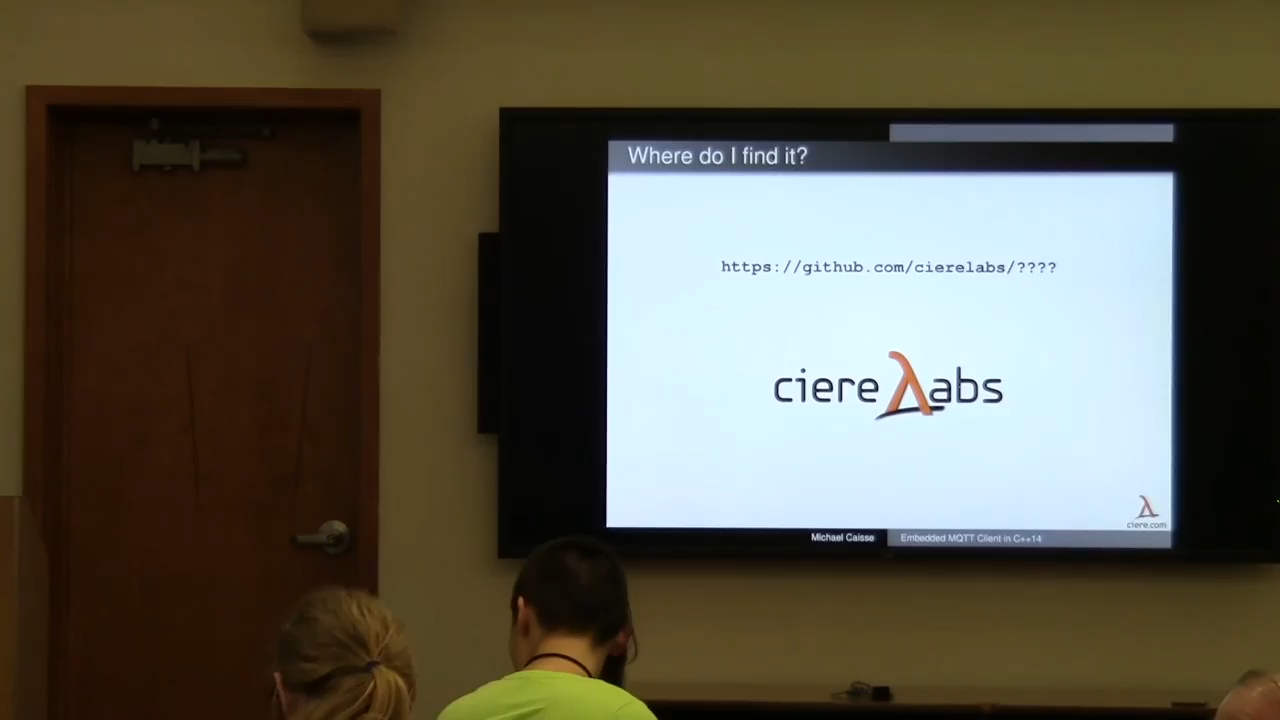 Where do I find it?
https://github.com/cierelabs/????
ciere λabs
ciere.com
Michael Caisse
Embedded MQTT Client in C++14